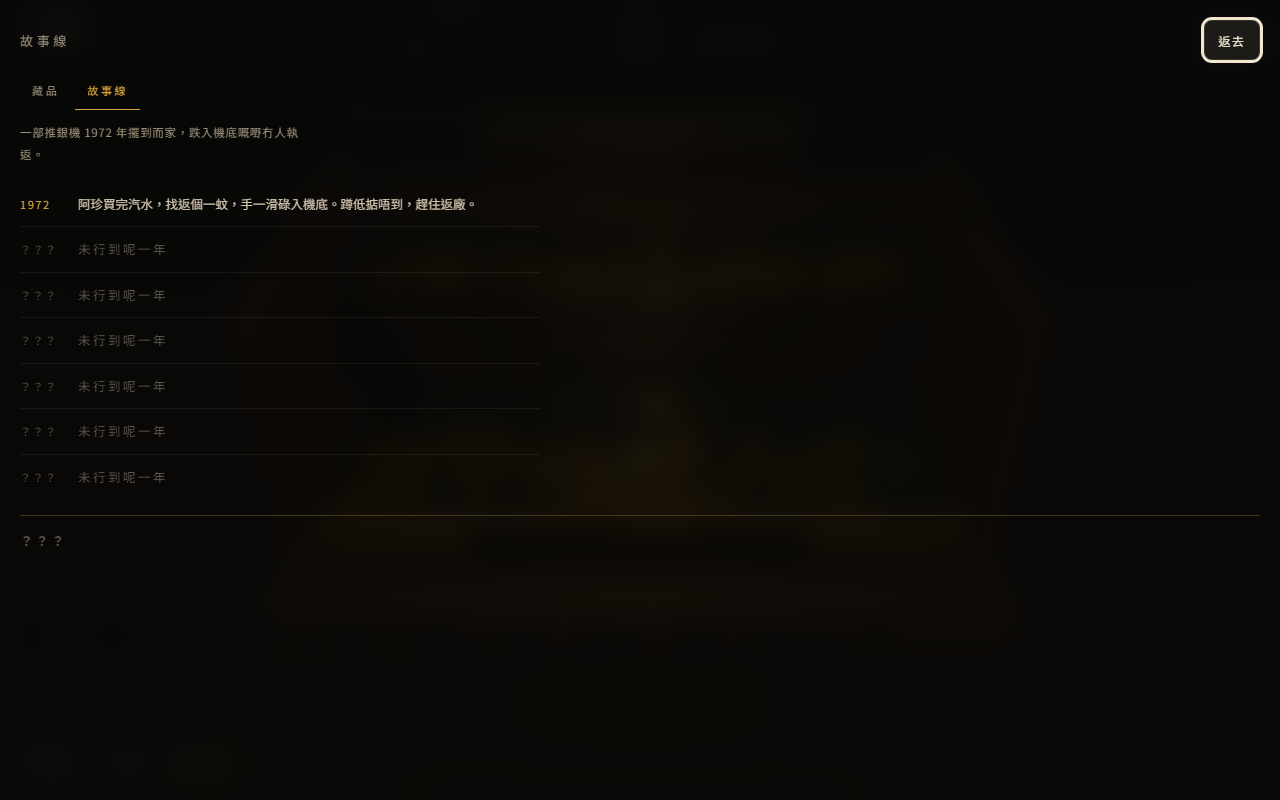 故事線
返去
藏品
故事線
一部推銀機 1972 年擺到而家，跌入機底嘅嘢冇人執
返。
1972 阿珍買完汽水，找返個一蚊，手一滑碌入機底。蹲低掂唔到，趕住返廠。
？？？ 未行到呢一年
？？？ 未行到呢一年
？？？ 未行到呢一年
？？？ 未行到呢一年
？？？ 未行到呢一年
？？？ 未行到呢一年
？？？